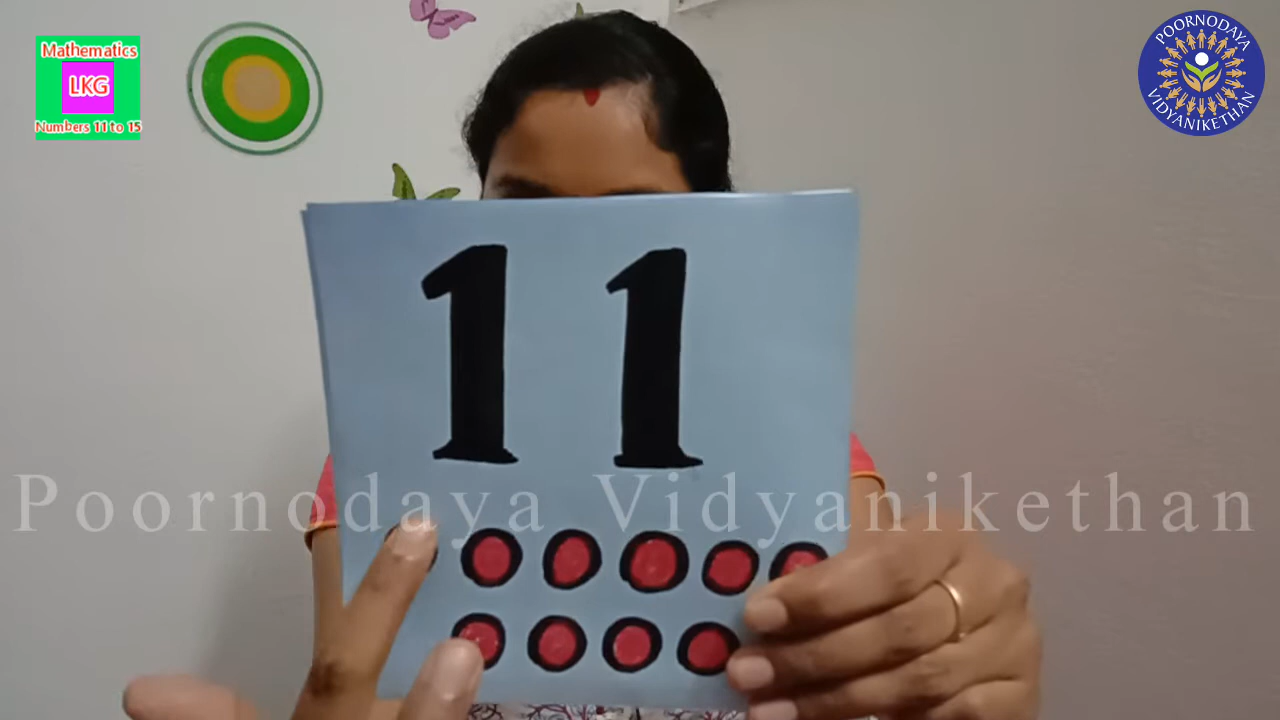 Mathematics
LKG
Numbers 11 to 15
POORNODAYA
VIDYANIKETHAN
11
Poornodaya Vidyanikethan